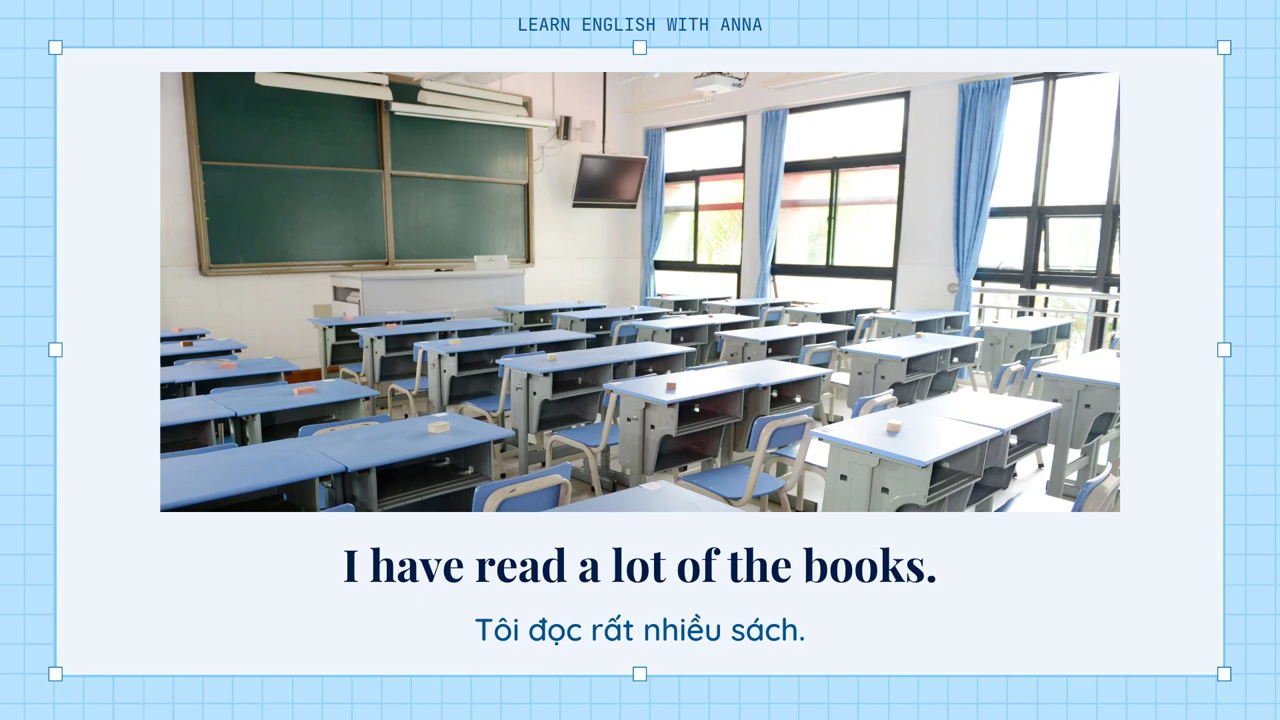 LEARN ENGLISH WITH ANNA
I have read a lot of the books.
Tôi đọc rất nhiều sách.